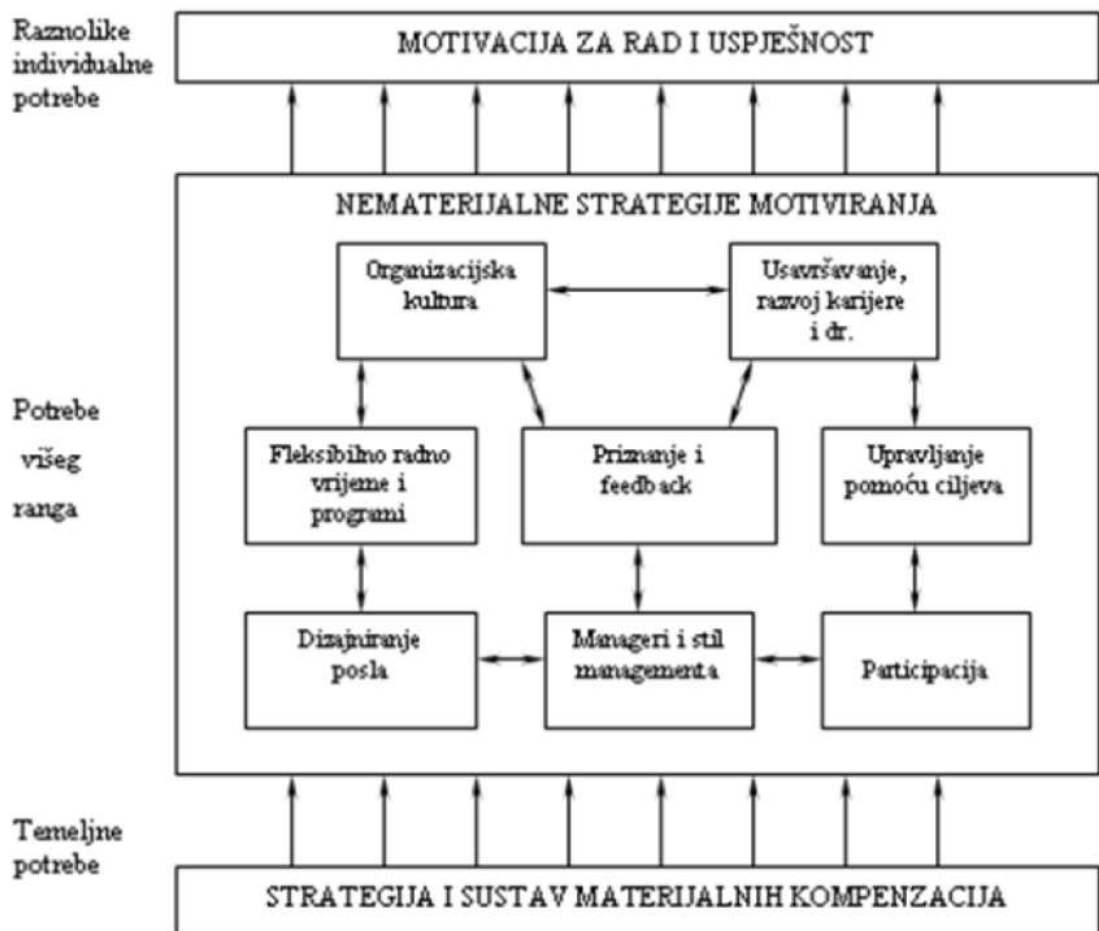 Raznolike
individualne
potrebe
MOTIVACIJA ZA RAD I USPJEŠNOST
NEMATERIJALNE STRATEGIJE MOTIVIRANJA
Organizacijska
kultura
Usavršavanje,
razvoj karijere
i dr.
Potrebe
višeg
ranga
Fleksibilno radno
vrijeme i
programi
Priznanje i
feedback
Upravljanje
pomoću ciljeva
Dizajniranje
posla
Manageri i stil
managementa
Participacija
Temeljne
potrebe
STRATEGIJA I SUSTAV MATERIJALNIH KOMPENZACIJA